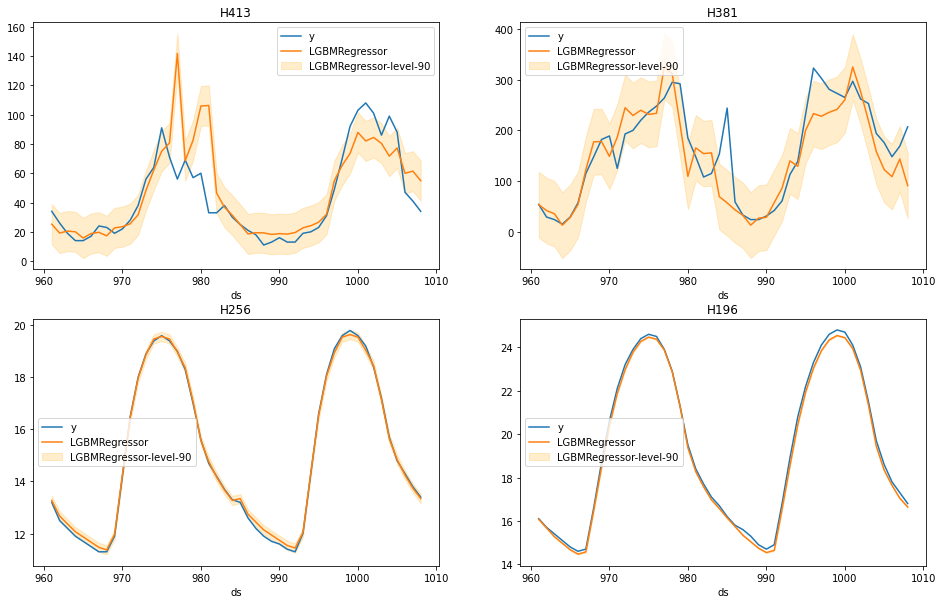 H413
160
140
120
100
80
60
40
20
0
y
LGBMRegressor
LGBMRegressor-level-90
960 970 980 990 1000 1010
ds
H381
400
300
200
100
0
y
LGBMRegressor
LGBMRegressor-level-90
960 970 980 990 1000 1010
ds
H256
20
18
16
14
12
y
LGBMRegressor
LGBMRegressor-level-90
960 970 980 990 1000 1010
ds
H196
24
22
20
18
16
14
y
LGBMRegressor
LGBMRegressor-level-90
960 970 980 990 1000 1010
ds